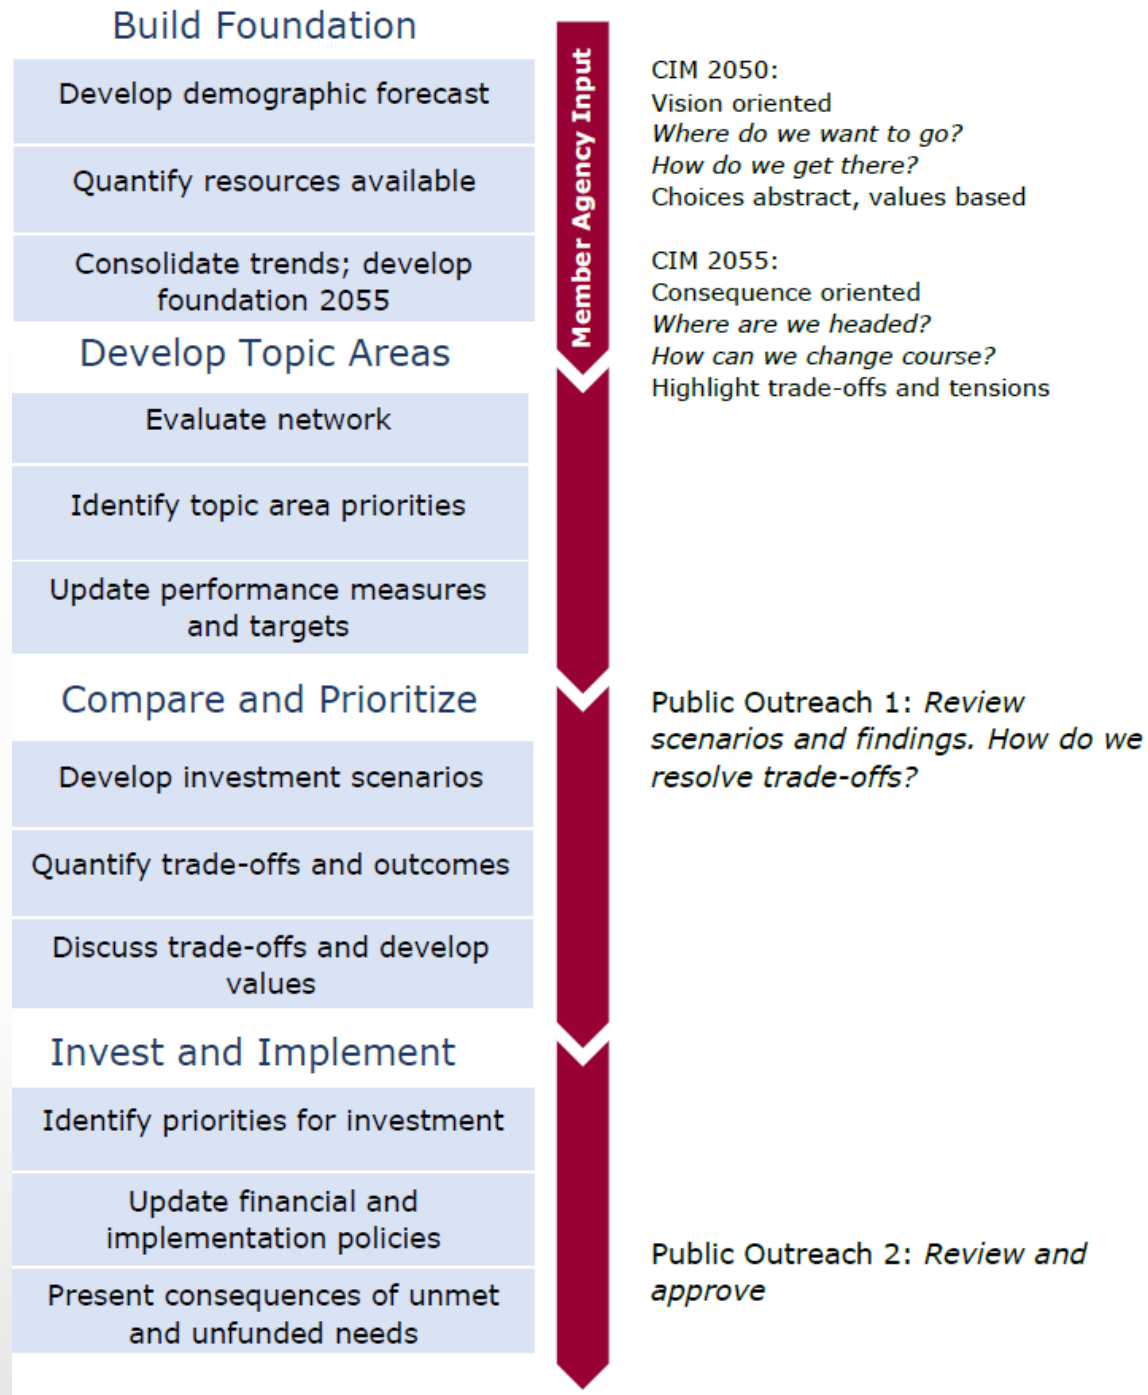 Build Foundation
Develop demographic forecast
Quantify resources available
Consolidate trends; develop
foundation 2055
Develop Topic Areas
Evaluate network
Identify topic area priorities
Update performance measures
and targets
Compare and Prioritize
Develop investment scenarios
Quantify trade-offs and outcomes
Discuss trade-offs and develop
values
Invest and Implement
Identify priorities for investment
Update financial and
implementation policies
Present consequences of unmet
and unfunded needs
Member Agency Input
CIM 2050:
Vision oriented
Where do we want to go?
How do we get there?
Choices abstract, values based
CIM 2055:
Consequence oriented
Where are we headed?
How can we change course?
Highlight trade-offs and tensions
Public Outreach 1: Review
scenarios and findings. How do we
resolve trade-offs?
Public Outreach 2: Review and
approve